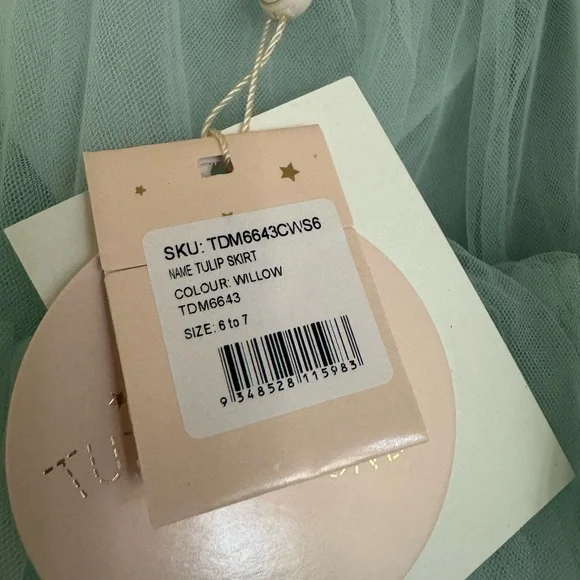 SKU: TDM6643CWS6
NAME TULIP SKIRT
COLOUR: WILLOW
TDM6643
SIZE: 6 to 7
9 348528 115983